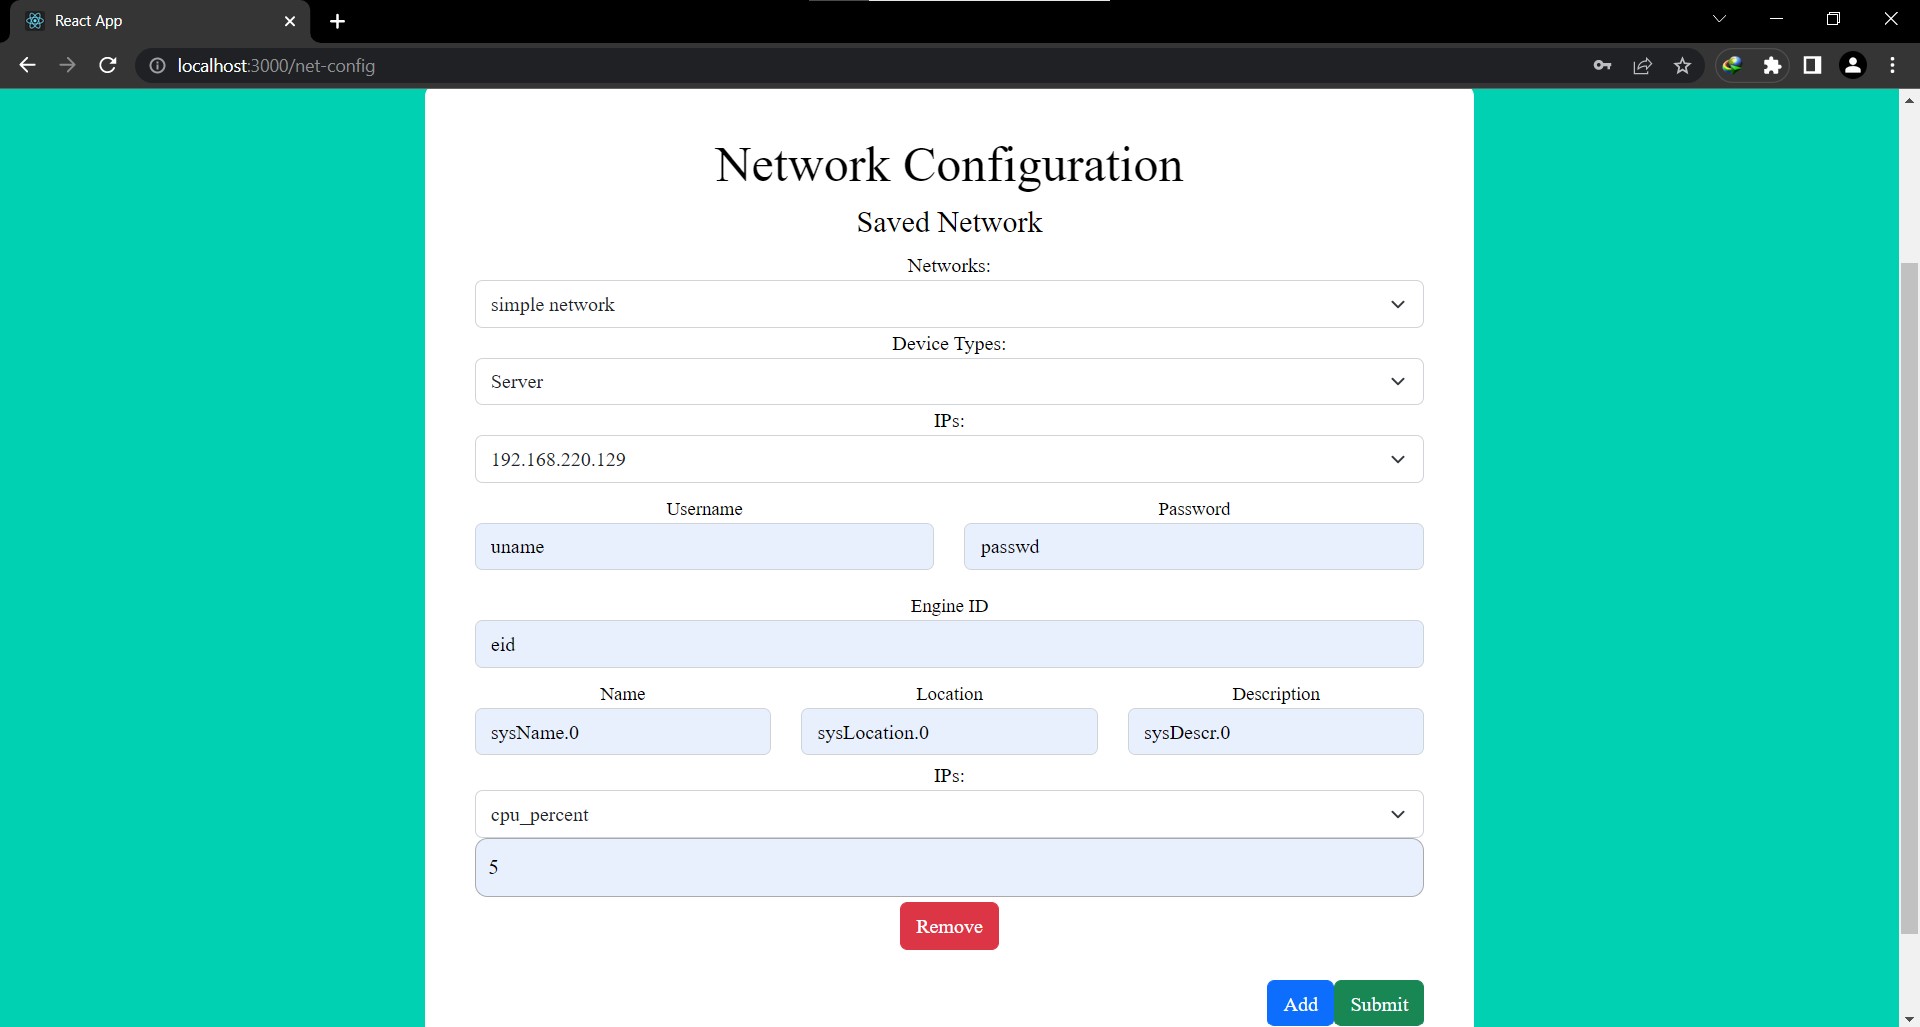 React App
localhost:3000/net-config
Network Configuration
Saved Network
Networks:
simple network
Device Types:
Server
IPs:
192.168.220.129
Username Password
uname passwd
Engine ID
eid
Name Location Description
sysName.0 sysLocation.0 sysDescr.0
IPs:
cpu_percent
5
Remove
Add Submit